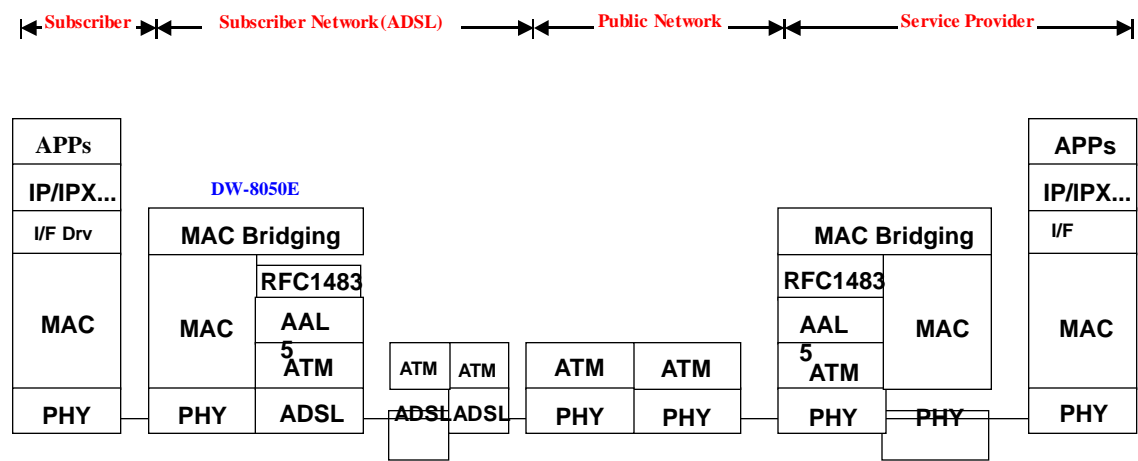 Subscriber Subscriber Network(ADSL) Public Network Service Provider
APPs APPs
IP/IPX... DW-8050E IP/IPX...
I/F Drv MAC Bridging MAC Bridging I/F
RFC1483 RFC1483
MAC MAC AAL AAL MAC MAC
5 5
ATM ATM ATM ATM ATM ATM
PHY PHY ADSL ADSL ADSL PHY PHY PHY PHY PHY